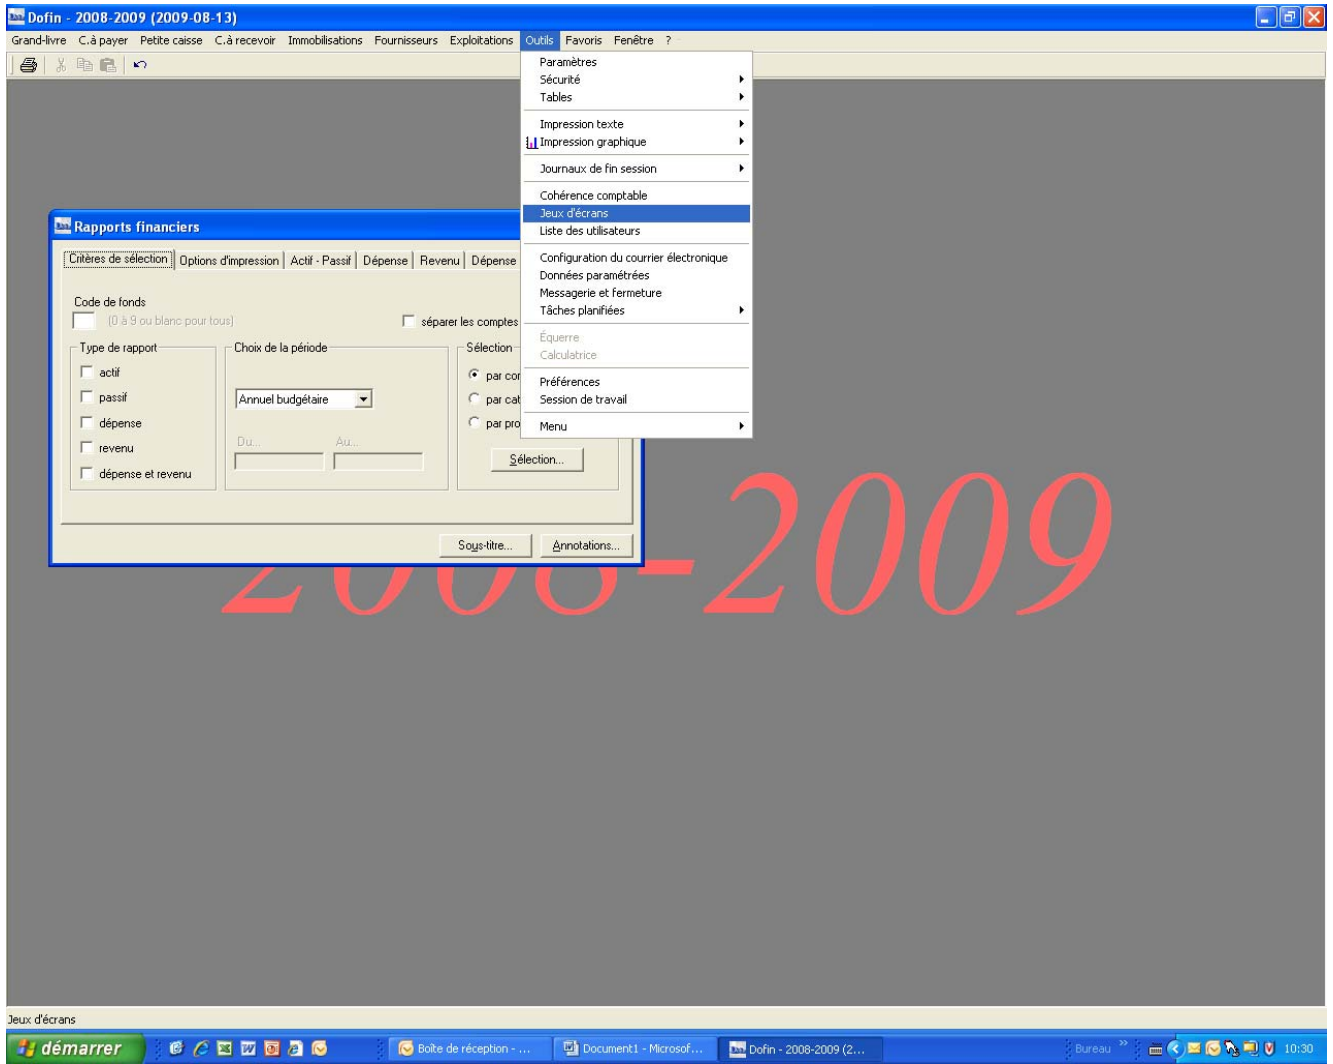 Dofin - 2008-2009 (2009-08-13)
Grand-livre C.à payer Petite caisse C.à recevoir Immobilisations Fournisseurs Exploitations Outils Favoris Fenêtre ?
Paramètres
Sécurité
Tables
Impression texte
Impression graphique
Journaux de fin session
Cohérence comptable
Jeux d'écrans
Liste des utilisateurs
Configuration du courrier électronique
Données paramétrées
Messagerie et fermeture
Tâches planifiées
Équerre
Calculatrice
Préférences
Session de travail
Menu
Rapports financiers
Critères de sélection Options d'impression Actif - Passif Dépense Revenu Dépense
Code de fonds
(0 à 9 ou blanc pour tous) séparer les comptes
Type de rapport Choix de la période Sélection
actif par cor
passif Annuel budgétaire par cat
dépense par pro
revenu Du... Au...
dépense et revenu Sélection...
Sous-titre... Annotations...
2008-2009
Jeux d'écrans
démarrer Boîte de réception - ... Document1 - Microsof... Dofin - 2008-2009 (2... Bureau » 10:30